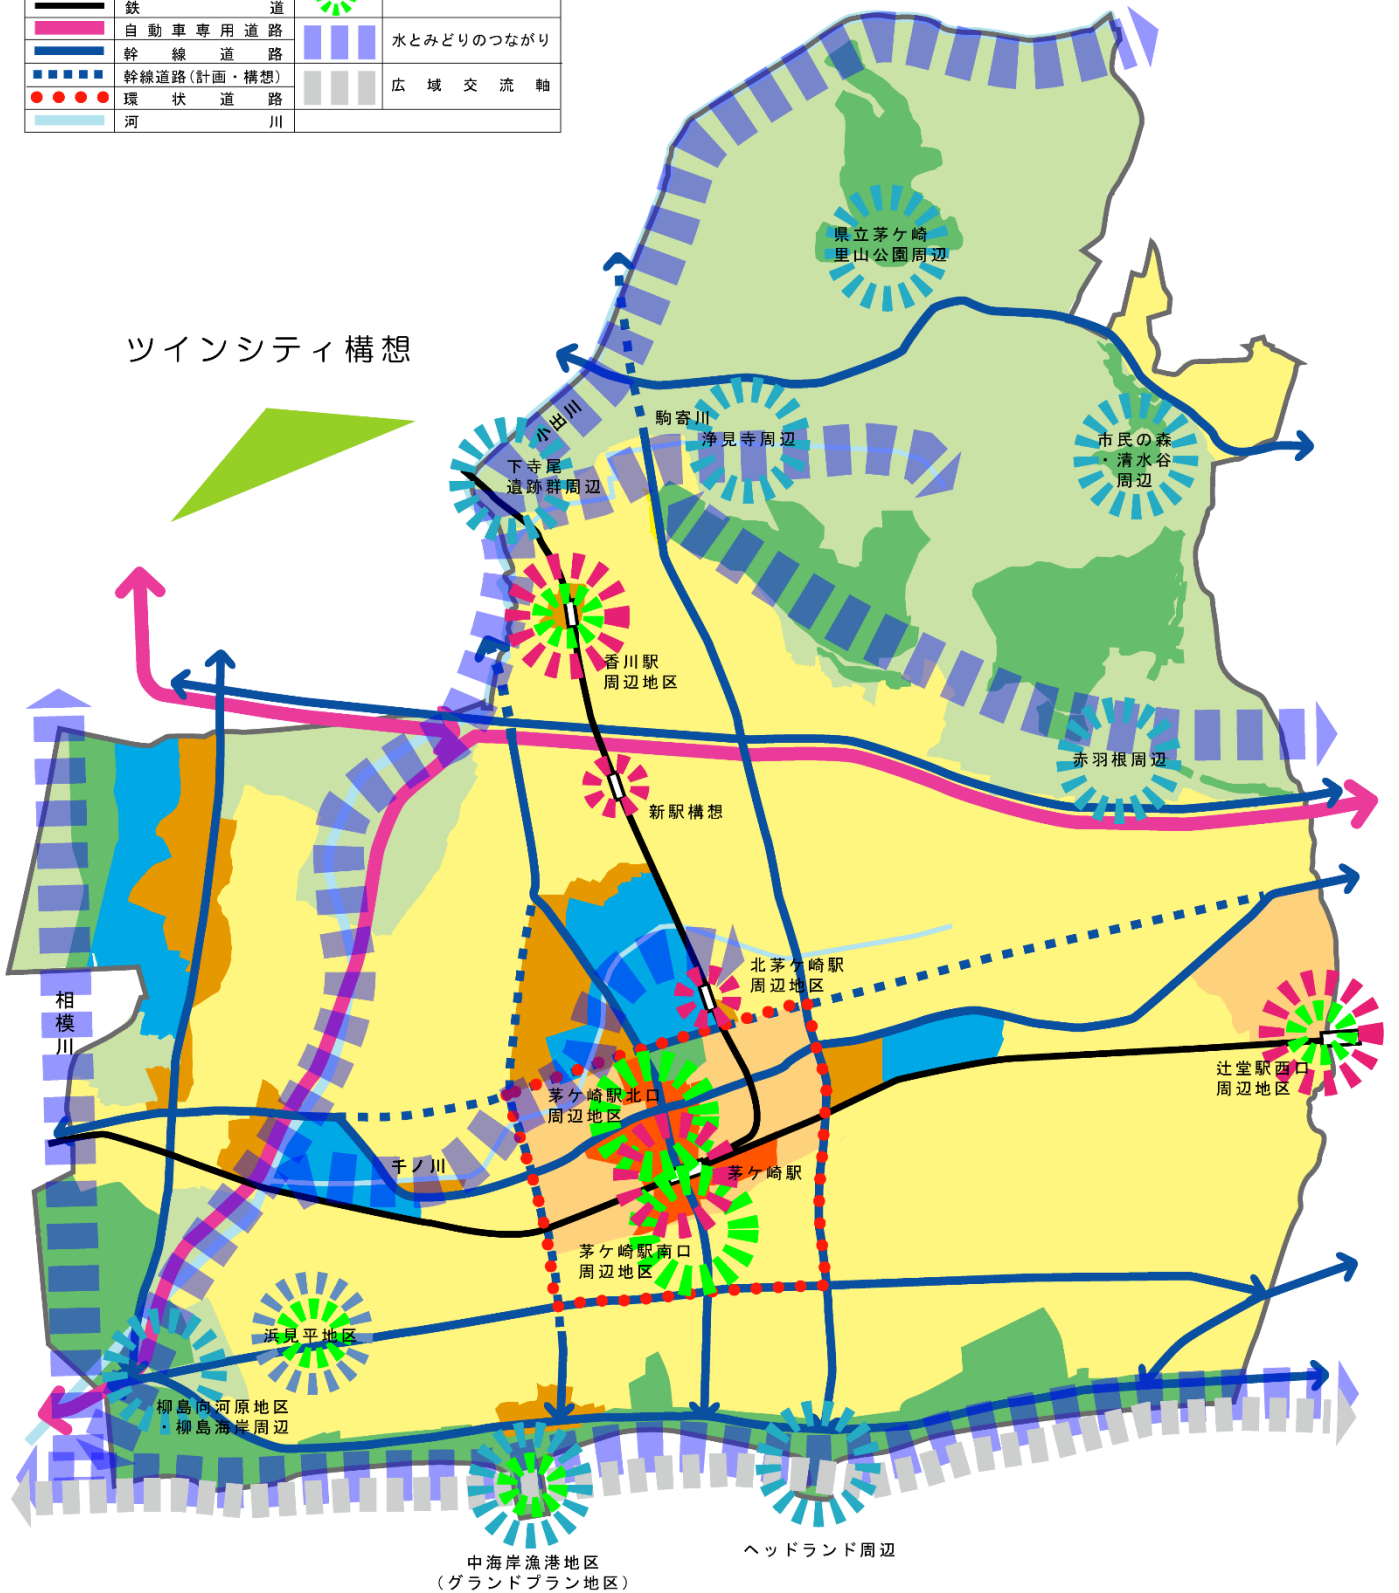 鉄道
自動車専用道路
幹線道路
幹線道路(計画・構想)
環状道路
河川
水とみどりのつながり
広域交流軸
県立茅ケ崎
里山公園周辺
ツインシティ構想
小出川
駒寄川
浄見寺周辺
市民の森
・清水谷
周辺
下寺尾
遺跡群周辺
香川駅
周辺地区
赤羽根周辺
新駅構想
北茅ケ崎駅
周辺地区
相模川
辻堂駅西口
周辺地区
茅ケ崎駅北口
周辺地区
千ノ川
茅ケ崎駅
茅ケ崎駅南口
周辺地区
浜見平地区
柳島向河原地区
・柳島海岸周辺
ヘッドランド周辺
中海岸漁港地区
(グランドプラン地区)